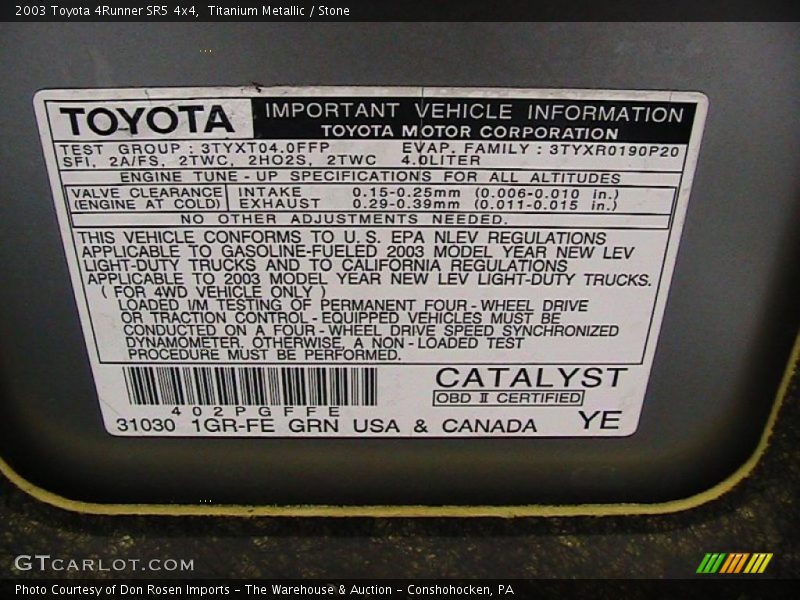 2003 Toyota 4Runner SR5 4x4, Titanium Metallic / Stone
TOYOTA IMPORTANT VEHICLE INFORMATION
TOYOTA MOTOR CORPORATION
TEST GROUP : 3TYXT04.0FFP EVAP. FAMILY : 3TYXR0190P20
SFI, 2A/FS, 2TWC, 2HO2S, 2TWC 4.0LITER
ENGINE TUNE - UP SPECIFICATIONS FOR ALL ALTITUDES
VALVE CLEARANCE INTAKE 0.15-0.25mm (0.006-0.010 in.)
(ENGINE AT COLD) EXHAUST 0.29-0.39mm (0.011-0.015 in.)
NO OTHER ADJUSTMENTS NEEDED.
THIS VEHICLE CONFORMS TO U.S. EPA NLEV REGULATIONS
APPLICABLE TO GASOLINE-FUELED 2003 MODEL YEAR NEW LEV
LIGHT-DUTY TRUCKS AND TO CALIFORNIA REGULATIONS
APPLICABLE TO 2003 MODEL YEAR NEW LEV LIGHT-DUTY TRUCKS.
( FOR 4WD VEHICLE ONLY )
LOADED I/M TESTING OF PERMANENT FOUR - WHEEL DRIVE
OR TRACTION CONTROL - EQUIPPED VEHICLES MUST BE
CONDUCTED ON A FOUR - WHEEL DRIVE SPEED SYNCHRONIZED
DYNAMOMETER. OTHERWISE, A NON - LOADED TEST
PROCEDURE MUST BE PERFORMED.
CATALYST
OBD II CERTIFIED
402PGFFE
31030 1GR-FE GRN USA & CANADA YE
GTCARLOT.COM
Photo Courtesy of Don Rosen Imports – The Warehouse & Auction – Conshohocken, PA